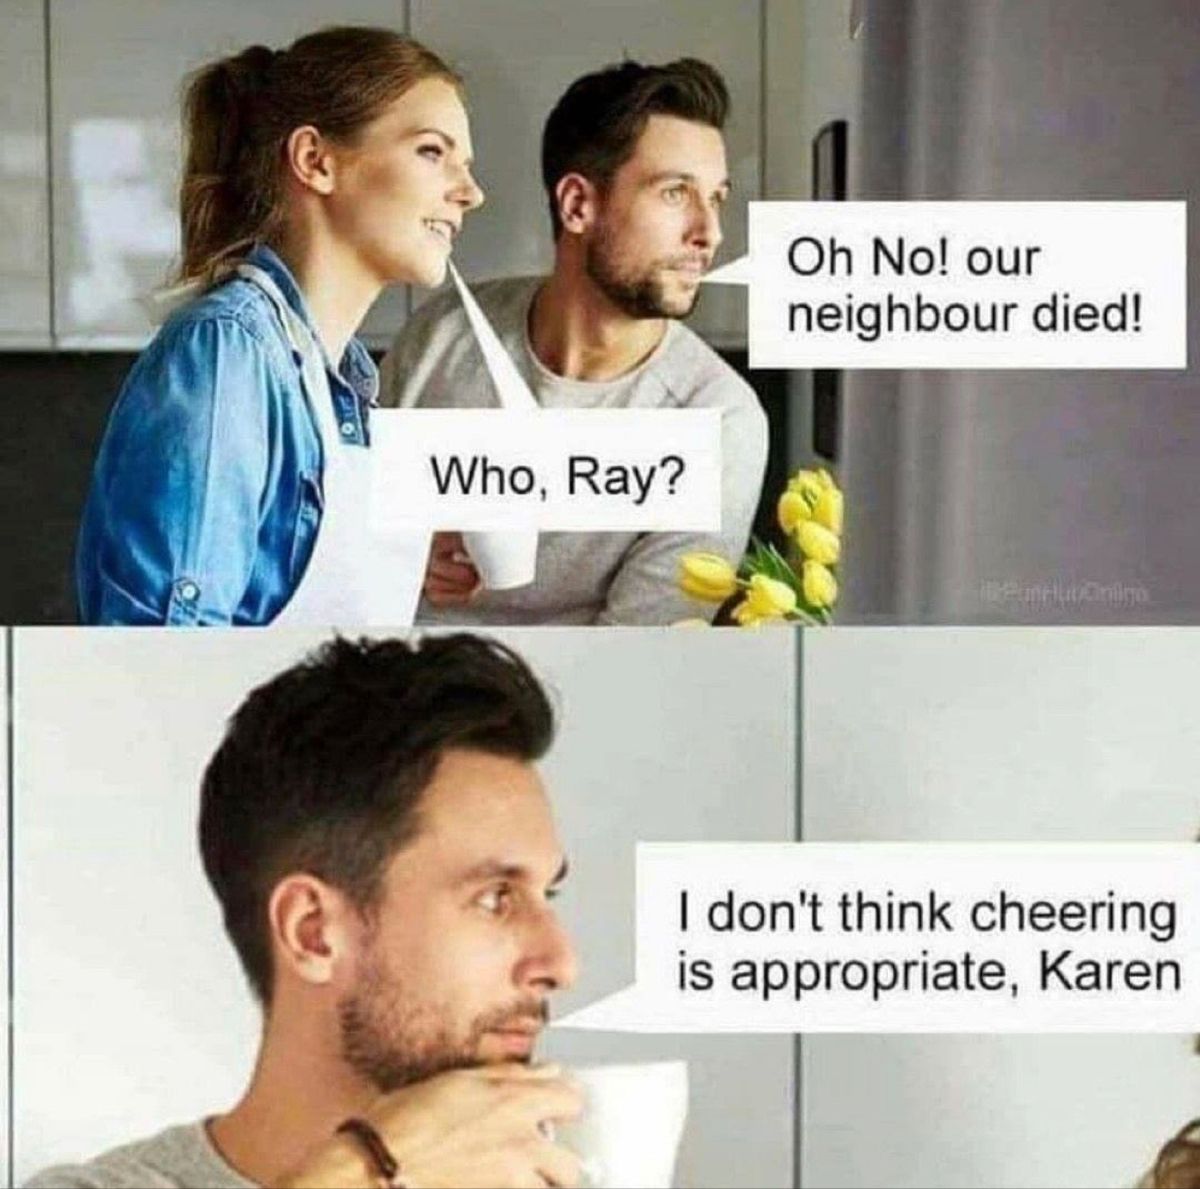 Oh No! our
neighbour died!
Who, Ray?
I don't think cheering
is appropriate, Karen